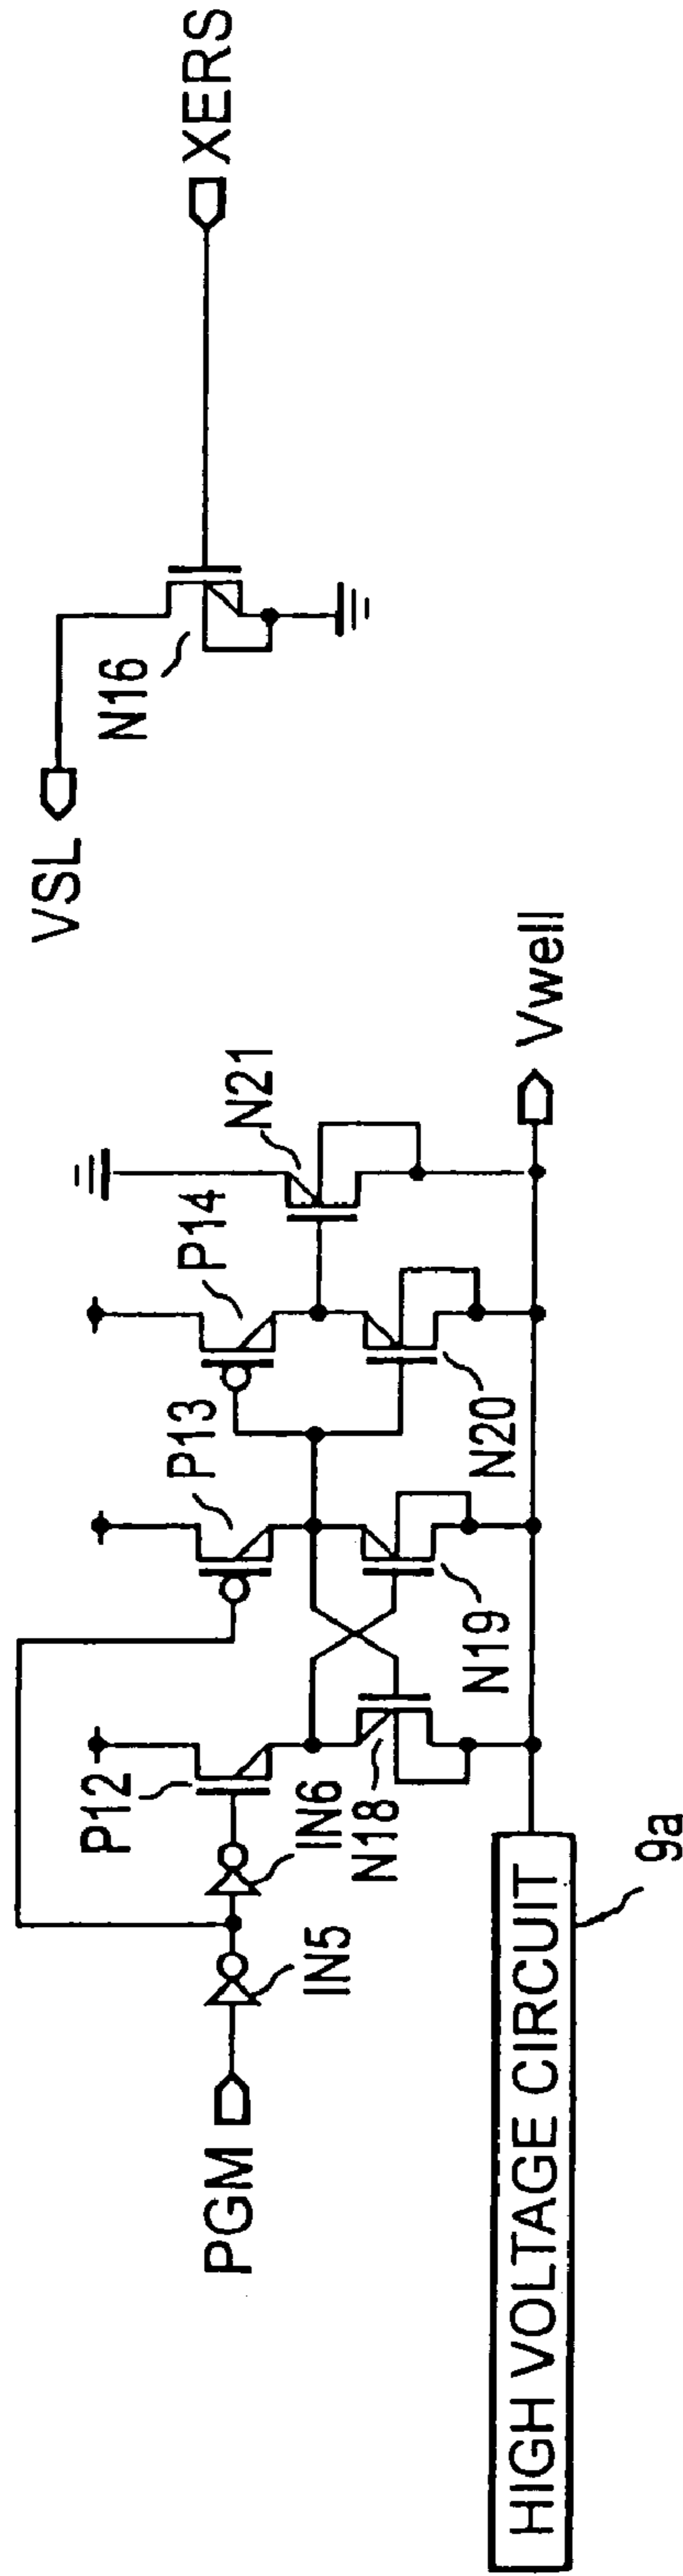 VSL
N16
XERS
PGM
IN5
IN6
P12
N18
P13
N19
P14
N20
N21
Vwell
HIGH VOLTAGE CIRCUIT
9a